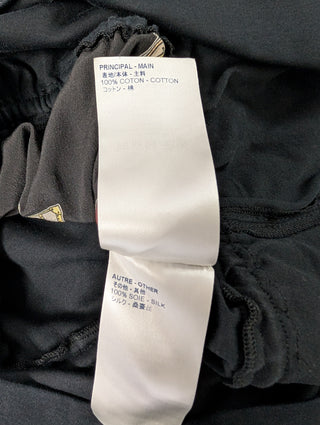 PRINCIPAL - MAIN
表地/本体 - 主料
100% COTON - COTTON
コットン - 棉
AUTRE - OTHER
その他 - 其他
100% SOIE - SILK
シルク - 桑蚕丝